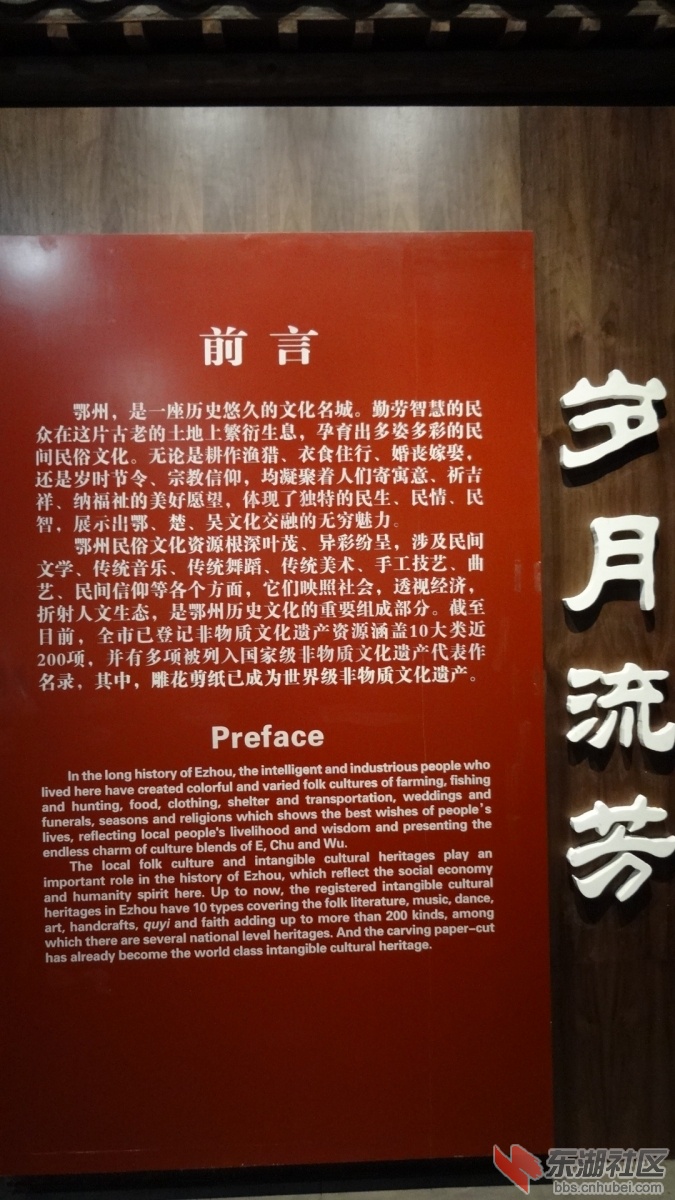 前言
鄂州，是一座历史悠久的文化名城。勤劳智慧的民
众在这片古老的土地上繁衍生息，孕育出多姿多彩的民
间民俗文化。无论是耕作渔猎、衣食住行、婚丧嫁娶，
还是岁时节令、宗教信仰，均凝聚着人们寄寓意、祈吉
祥、纳福祉的美好愿望，体现了独特的民生、民情、民
智，展示出鄂、楚、吴文化交融的无穷魅力。
鄂州民俗文化资源根深叶茂、异彩纷呈，涉及民间
文学、传统音乐、传统舞蹈、传统美术、手工技艺、曲
艺、民间信仰等各个方面，它们映照社会，透视经济，
折射人文生态，是鄂州历史文化的重要组成部分。截至
目前，全市已登记非物质文化遗产资源涵盖10大类近
200项，并有多项被列入国家级非物质文化遗产代表作
名录，其中，雕花剪纸已成为世界级非物质文化遗产。
Preface
In the long history of Ezhou, the intelligent and industrious people who
lived here have created colorful and varied folk cultures of farming, fishing
and hunting, food, clothing, shelter and transportation, weddings and
funerals, seasons and religions which shows the best wishes of people's
lives, reflecting local people's livelihood and wisdom and presenting the
endless charm of culture blends of E, Chu and Wu.
The local folk culture and intangible cultural heritages play an
important role in the history of Ezhou, which reflect the social economy
and humanity spirit here. Up to now, the registered intangible cultural
heritages in Ezhou have 10 types covering the folk literature, music, dance,
art, handcrafts, quyi and faith adding up to more than 200 kinds, among
which there are several national level heritages. And the carving paper-cut
has already become the world class intangible cultural heritage.
岁月流芳
东湖社区
bbs.cnhubei.com